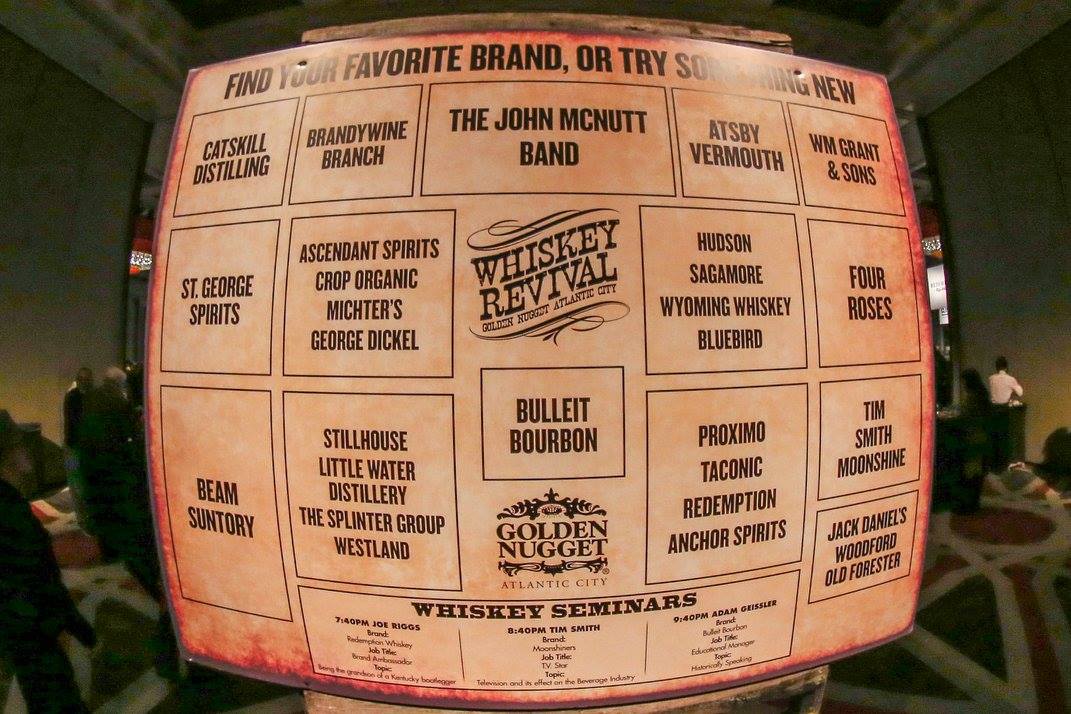 FIND YOUR FAVORITE BRAND, OR TRY SOMETHING NEW
CATSKILL
DISTILLING
BRANDYWINE
BRANCH
THE JOHN MCNUTT
BAND
ATSBY
VERMOUTH
WM GRANT
& SONS
ST. GEORGE
SPIRITS
ASCENDANT SPIRITS
CROP ORGANIC
MICHTER'S
GEORGE DICKEL
WHISKEY
REVIVAL
GOLDEN NUGGET ATLANTIC CITY
HUDSON
SAGAMORE
WYOMING WHISKEY
BLUEBIRD
FOUR
ROSES
BEAM
SUNTORY
STILLHOUSE
LITTLE WATER
DISTILLERY
THE SPLINTER GROUP
WESTLAND
BULLEIT
BOURBON
GOLDEN
NUGGET®
ATLANTIC CITY
PROXIMO
TACONIC
REDEMPTION
ANCHOR SPIRITS
TIM
SMITH
MOONSHINE
JACK DANIEL'S
WOODFORD
OLD FORESTER
WHISKEY SEMINARS
7:40PM JOE RIGGS
Brand:
Redemption Whiskey
Job Title:
Brand Ambassador
Topic:
Being the grandson of a Kentucky bootlegger
8:40PM TIM SMITH
Brand:
Moonshiners
Job Title:
T.V. Star
Topic:
Television and its effect on the Beverage Industry
9:40PM ADAM GEISSLER
Brand:
Bulleit Bourbon
Job Title:
Educational Manager
Topic:
Historically Speaking